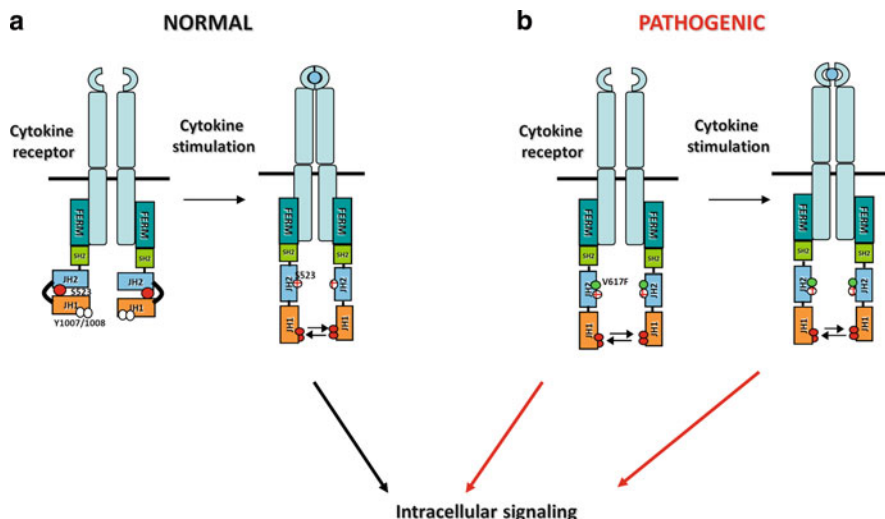 a NORMAL
Cytokine
receptor
Cytokine
stimulation
FERM
FERM
SH2
SH2
JH2
JH2
S523
JH1
JH1
Y1007/1008
FERM
FERM
SH2
SH2
JH2
S523
JH2
JH1
JH1
b PATHOGENIC
Cytokine
receptor
Cytokine
stimulation
FERM
FERM
SH2
SH2
JH2
V617F
JH2
JH1
JH1
FERM
FERM
SH2
SH2
JH2
JH2
JH1
JH1
Intracellular signaling